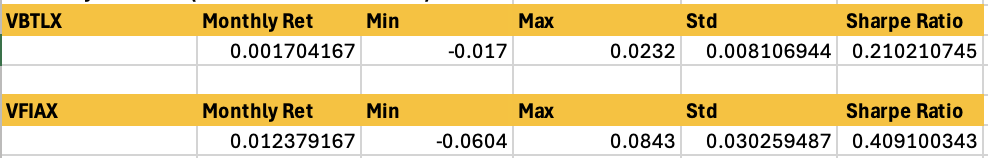 VBTLX Monthly Ret Min Max Std Sharpe Ratio
0.001704167 -0.017 0.0232 0.008106944 0.210210745
VFIAX Monthly Ret Min Max Std Sharpe Ratio
0.012379167 -0.0604 0.0843 0.030259487 0.409100343